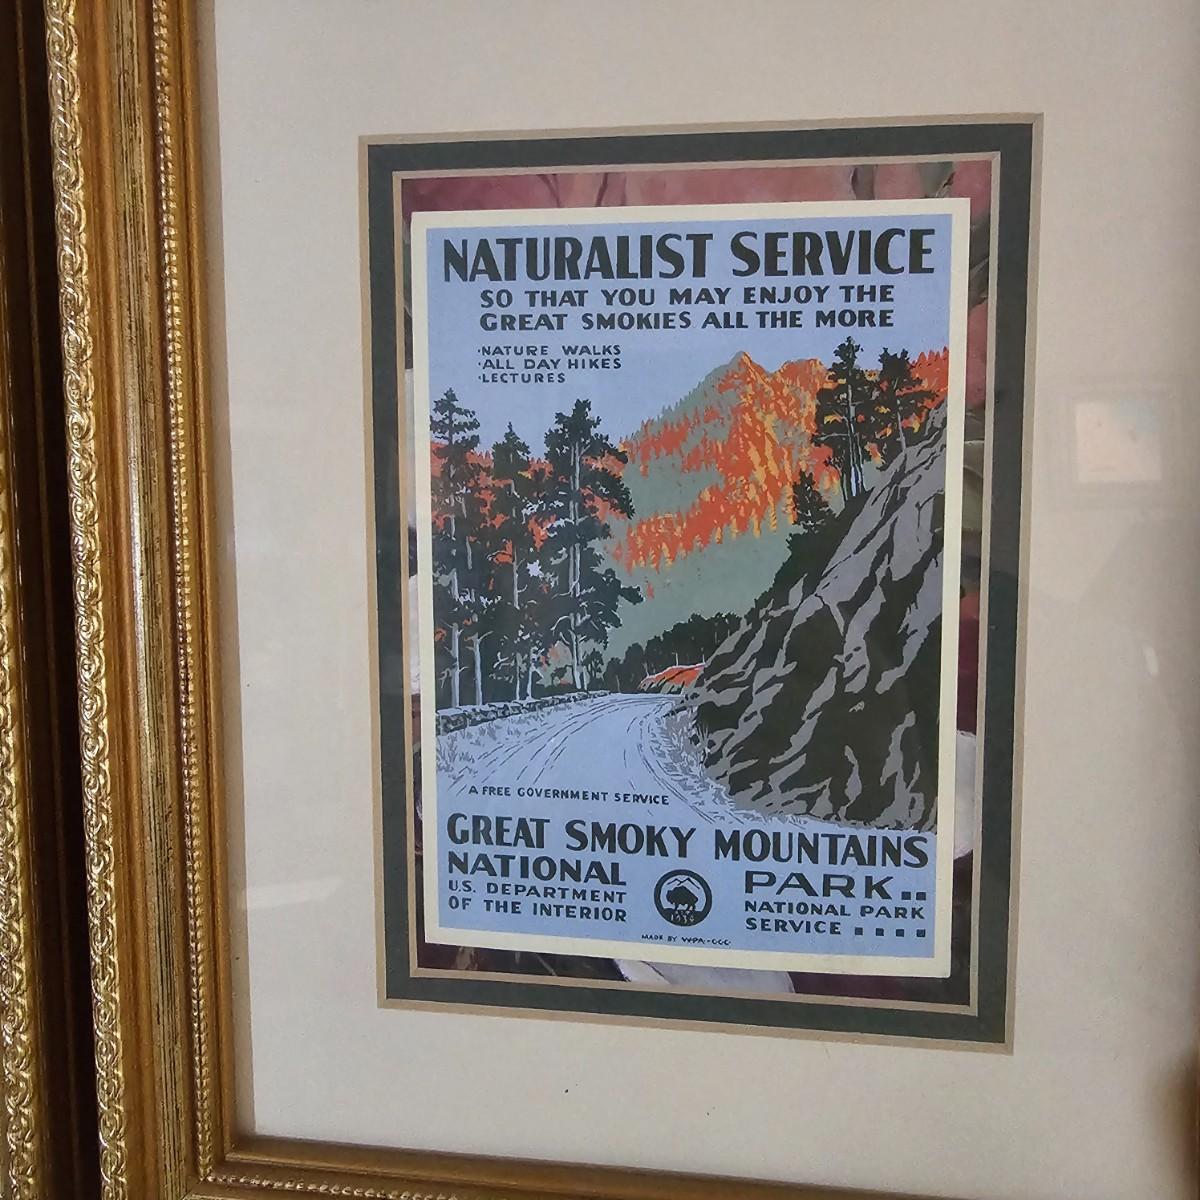 NATURALIST SERVICE
SO THAT YOU MAY ENJOY THE
GREAT SMOKIES ALL THE MORE
·NATURE WALKS
·ALL DAY HIKES
·LECTURES
A FREE GOVERNMENT SERVICE
GREAT SMOKY MOUNTAINS
NATIONAL PARK..
U.S. DEPARTMENT
OF THE INTERIOR
1934
NATIONAL PARK
SERVICE ....
MADE BY WPA-CCC